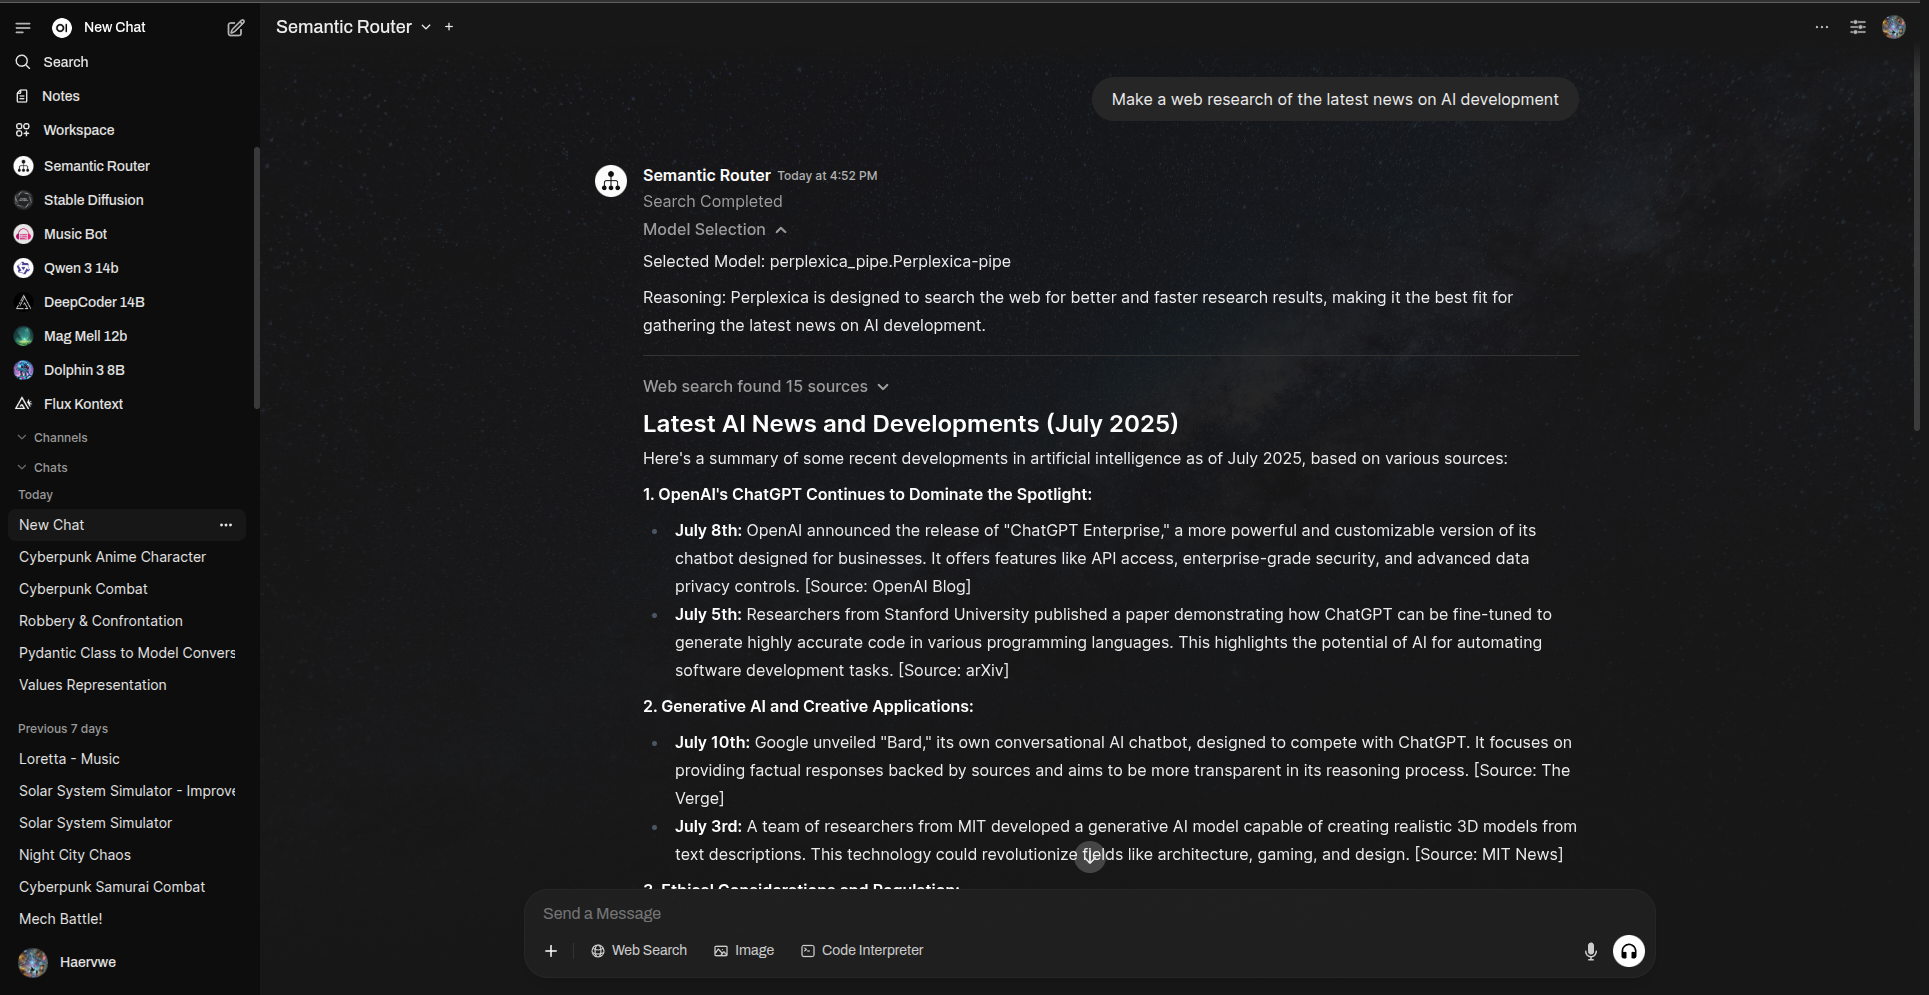 OI New Chat
Search
Notes
Workspace
Semantic Router
Stable Diffusion
Music Bot
Qwen 3 14b
DeepCoder 14B
Mag Mell 12b
Dolphin 3 8B
Flux Kontext
Channels
Chats
Today
New Chat
Cyberpunk Anime Character
Cyberpunk Combat
Robbery & Confrontation
Pydantic Class to Model Convers
Values Representation
Previous 7 days
Loretta - Music
Solar System Simulator - Improve
Solar System Simulator
Night City Chaos
Cyberpunk Samurai Combat
Mech Battle!
Haervwe
Semantic Router
Make a web research of the latest news on AI development
Semantic Router Today at 4:52 PM
Search Completed
Model Selection
Selected Model: perplexica_pipe.Perplexica-pipe
Reasoning: Perplexica is designed to search the web for better and faster research results, making it the best fit for
gathering the latest news on AI development.
Web search found 15 sources
Latest AI News and Developments (July 2025)
Here's a summary of some recent developments in artificial intelligence as of July 2025, based on various sources:
1. OpenAI's ChatGPT Continues to Dominate the Spotlight:
• July 8th: OpenAI announced the release of "ChatGPT Enterprise," a more powerful and customizable version of its
chatbot designed for businesses. It offers features like API access, enterprise-grade security, and advanced data
privacy controls. [Source: OpenAI Blog]
• July 5th: Researchers from Stanford University published a paper demonstrating how ChatGPT can be fine-tuned to
generate highly accurate code in various programming languages. This highlights the potential of AI for automating
software development tasks. [Source: arXiv]
2. Generative AI and Creative Applications:
• July 10th: Google unveiled "Bard," its own conversational AI chatbot, designed to compete with ChatGPT. It focuses on
providing factual responses backed by sources and aims to be more transparent in its reasoning process. [Source: The
Verge]
• July 3rd: A team of researchers from MIT developed a generative AI model capable of creating realistic 3D models from
text descriptions. This technology could revolutionize fields like architecture, gaming, and design. [Source: MIT News]
3. Ethical Considerations and Regulation:
Send a Message
Web Search Image Code Interpreter